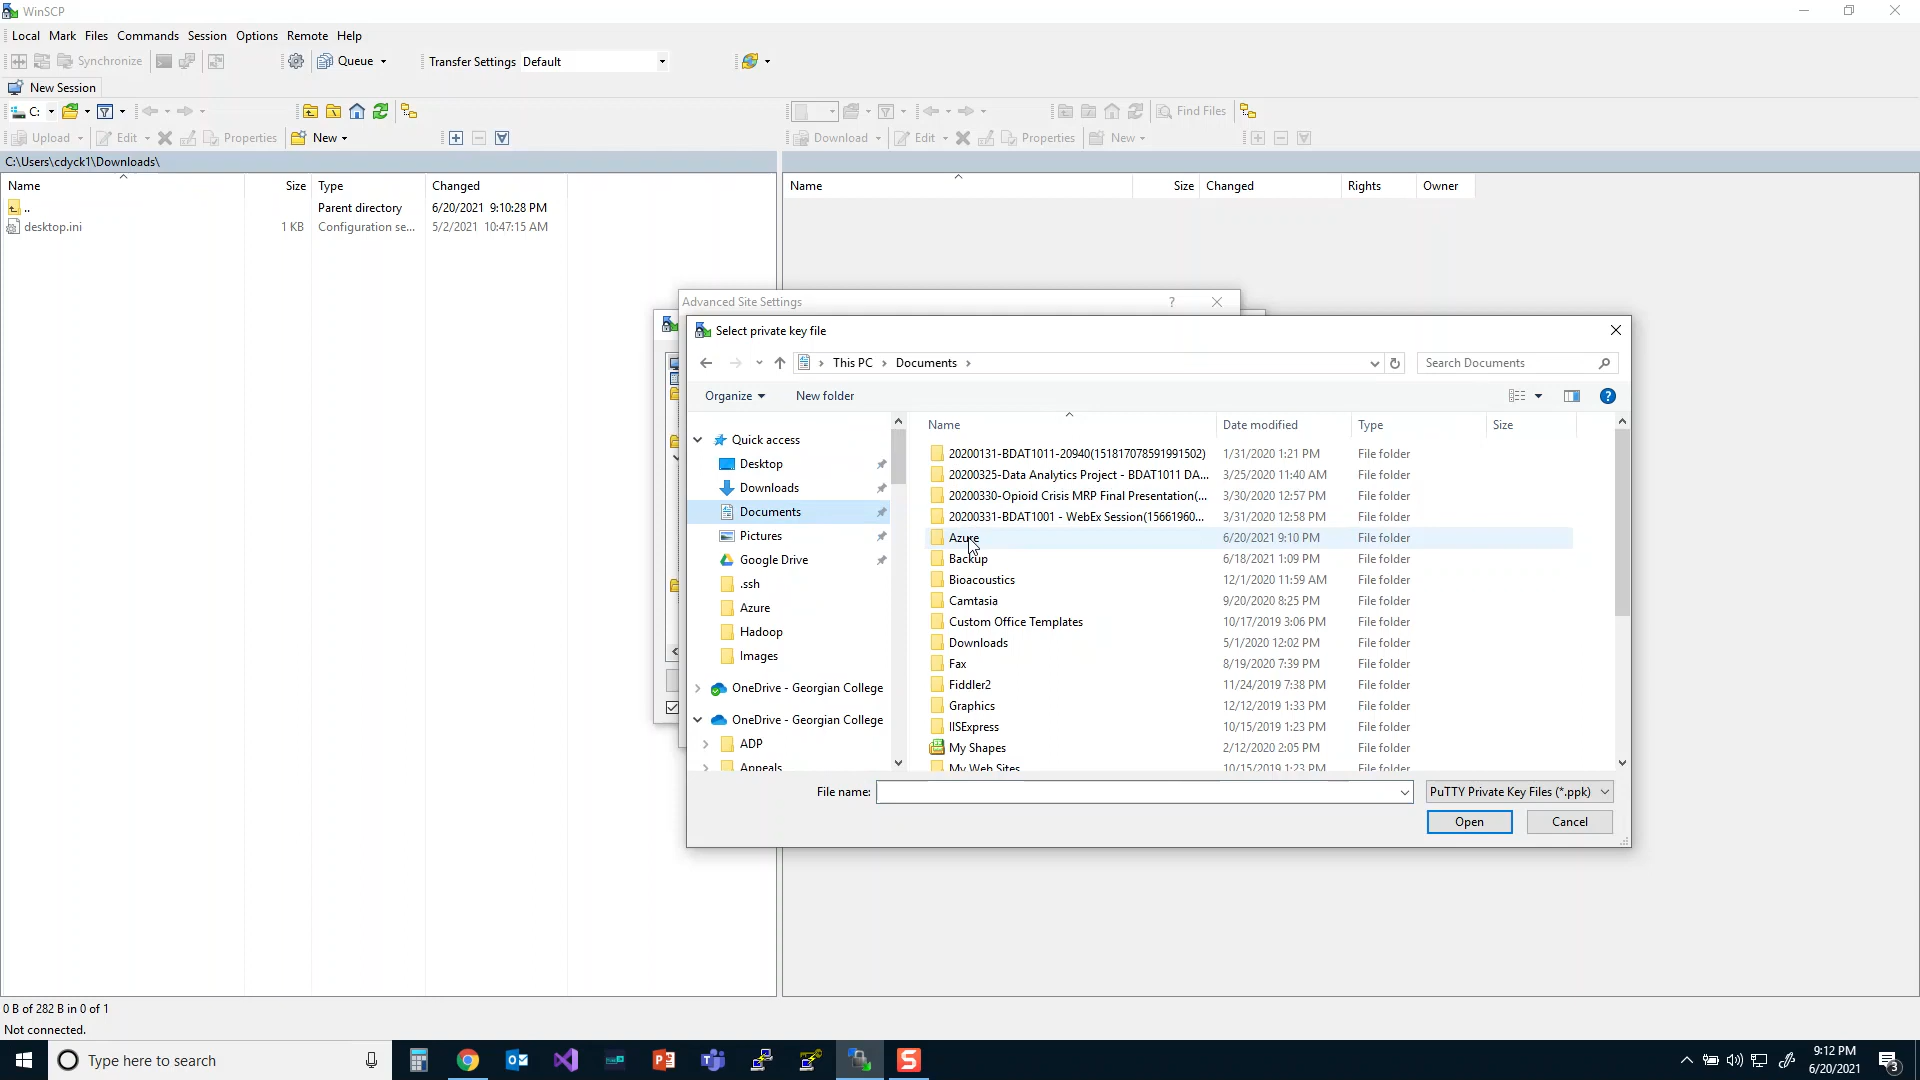 WinSCP
Local Mark Files Commands Session Options Remote Help
Synchronize Queue Transfer Settings Default
New Session
C: Find Files
Upload Edit Properties New Download Edit Properties New
C:\Users\cdyck1\Downloads\
Name Size Type Changed Name Size Changed Rights Owner
.. Parent directory 6/20/2021 9:10:28 PM
desktop.ini 1 KB Configuration se... 5/2/2021 10:47:15 AM
Advanced Site Settings ?
Select private key file
This PC Documents Search Documents
Organize New folder ?
Name Date modified Type Size
Quick access
Desktop
Downloads
Documents
Pictures
Google Drive
.ssh
Azure
Hadoop
Images
OneDrive - Georgian College
OneDrive - Georgian College
ADP
Appeals
20200131-BDAT1011-20940(151817078591991502) 1/31/2020 1:21 PM File folder
20200325-Data Analytics Project - BDAT1011 DA... 3/25/2020 11:40 AM File folder
20200330-Opioid Crisis MRP Final Presentation(... 3/30/2020 12:57 PM File folder
20200331-BDAT1001 - WebEx Session(15661960... 3/31/2020 12:58 PM File folder
Azure 6/20/2021 9:10 PM File folder
Backup 6/18/2021 1:09 PM File folder
Bioacoustics 12/1/2020 11:59 AM File folder
Camtasia 9/20/2020 8:25 PM File folder
Custom Office Templates 10/17/2019 3:06 PM File folder
Downloads 5/1/2020 12:02 PM File folder
Fax 8/19/2020 7:39 PM File folder
Fiddler2 11/24/2019 7:38 PM File folder
Graphics 12/12/2019 1:33 PM File folder
IISExpress 10/15/2019 1:23 PM File folder
My Shapes 2/12/2020 2:05 PM File folder
My Web Sites 10/15/2019 1:23 PM File folder
File name: PuTTY Private Key Files (*.ppk)
Open Cancel
0 B of 282 B in 0 of 1
Not connected.
Type here to search
9:12 PM
6/20/2021
3